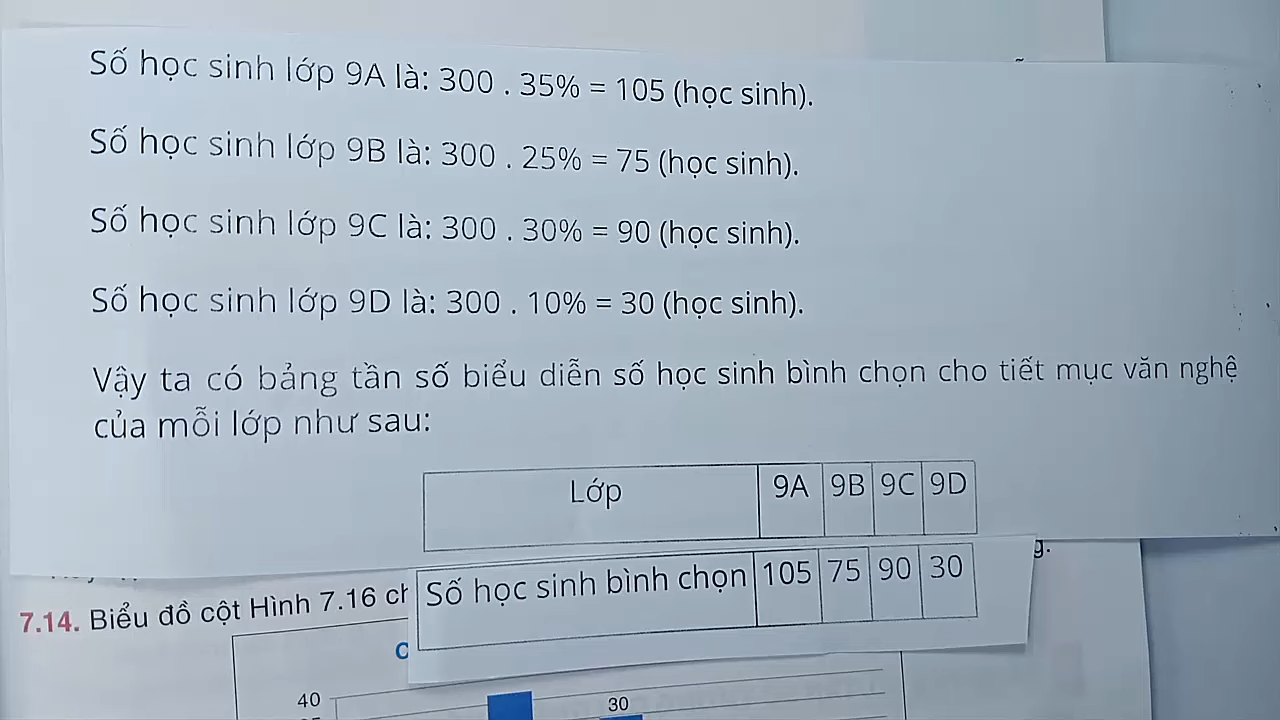 Số học sinh lớp 9A là: 300 . 35% = 105 (học sinh).
Số học sinh lớp 9B là: 300 . 25% = 75 (học sinh).
Số học sinh lớp 9C là: 300 . 30% = 90 (học sinh).
Số học sinh lớp 9D là: 300 . 10% = 30 (học sinh).
Vậy ta có bảng tần số biểu diễn số học sinh bình chọn cho tiết mục văn nghệ
của mỗi lớp như sau:
Lớp 9A 9B 9C 9D
Số học sinh bình chọn 105 75 90 30
7.14. Biểu đồ cột Hình 7.16
40
30